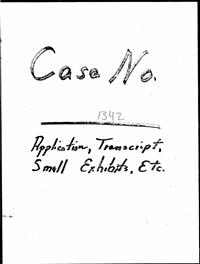 Case No.
1342
Application, Transcript,
Small Exhibits, Etc.